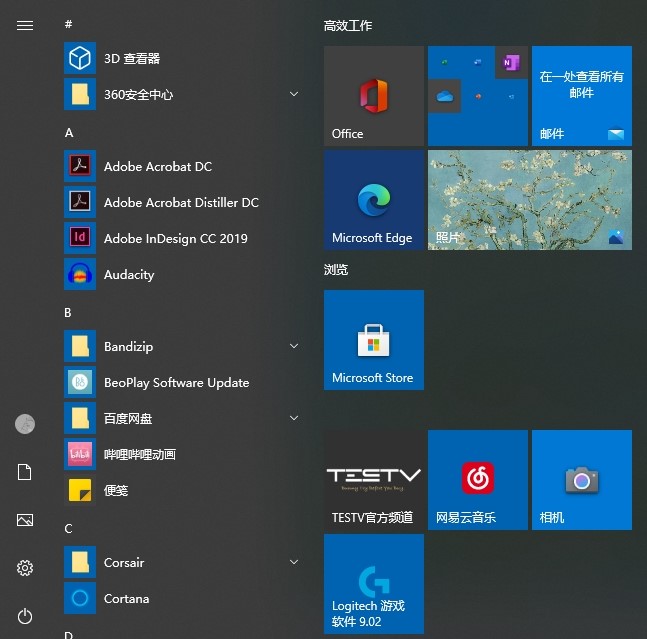 #
3D 查看器
360安全中心
A
Adobe Acrobat DC
Adobe Acrobat Distiller DC
Adobe InDesign CC 2019
Audacity
B
Bandizip
BeoPlay Software Update
百度网盘
哔哩哔哩动画
便笺
C
Corsair
Cortana
D
高效工作
Office
在一处查看所有
邮件
邮件
Microsoft Edge
照片
浏览
Microsoft Store
TESTV
TESTV官方频道
网易云音乐
相机
Logitech 游戏
软件 9.02